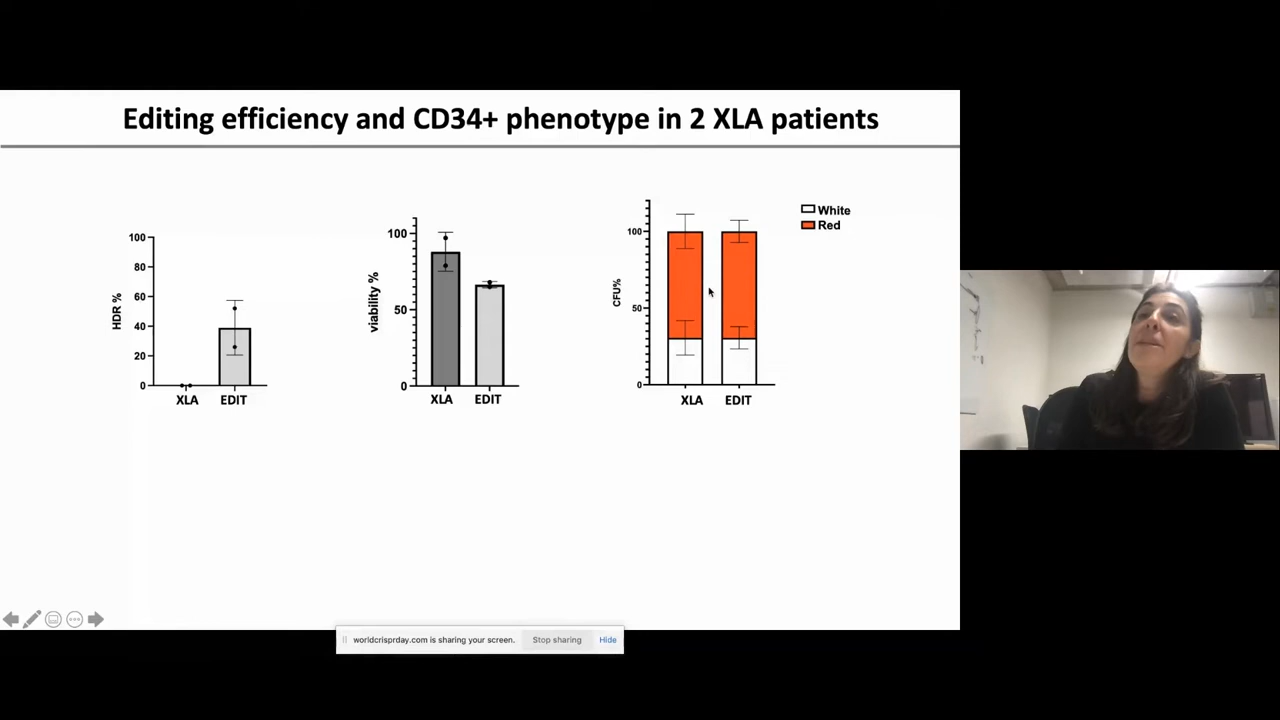 Editing efficiency and CD34+ phenotype in 2 XLA patients
HDR %
100
80
60
40
20
0
XLA EDIT
viability %
100
50
0
XLA EDIT
CFU%
100
50
0
XLA EDIT
White
Red
worldcrisprday.com is sharing your screen. Stop sharing Hide